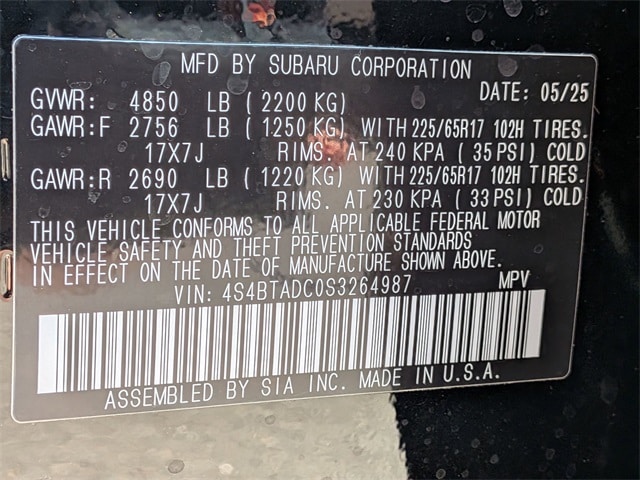 MFD BY SUBARU CORPORATION
DATE: 05/25
GVWR: 4850 LB (2200 KG)
GAWR:F 2756 LB (1250 KG) WITH 225/65R17 102H TIRES.
17X7J RIMS. AT 240 KPA (35 PSI) COLD
GAWR:R 2690 LB (1220 KG) WITH 225/65R17 102H TIRES.
17X7J RIMS. AT 230 KPA (33 PSI) COLD
THIS VEHICLE CONFORMS TO ALL APPLICABLE FEDERAL MOTOR
VEHICLE SAFETY AND THEFT PREVENTION STANDARDS
IN EFFECT ON THE DATE OF MANUFACTURE SHOWN ABOVE.
VIN: 4S4BTADC0S3264987 MPV
ASSEMBLED BY SIA INC. MADE IN U.S.A.